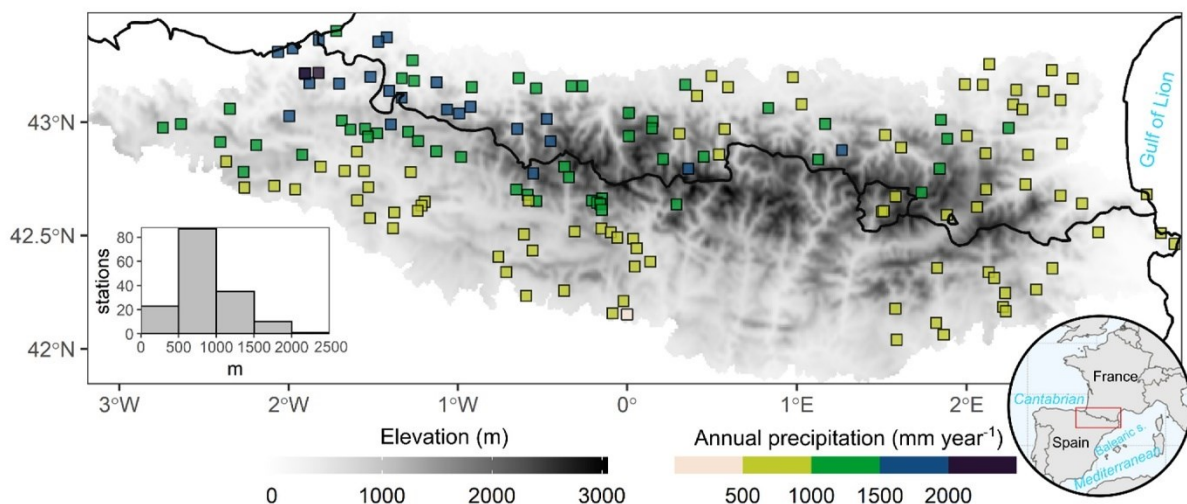 43°N
42.5°N
42°N
Gulf of Lion
80
60
40
20
0
stations
0 500 1000 1500 2000 2500
m
3°W 2°W 1°W 0° 1°E 2°E
Elevation (m)
0 1000 2000 3000
Annual precipitation (mm year⁻¹)
500 1000 1500 2000
France
Cantabrian
Spain
Balearic s.
Mediterranean